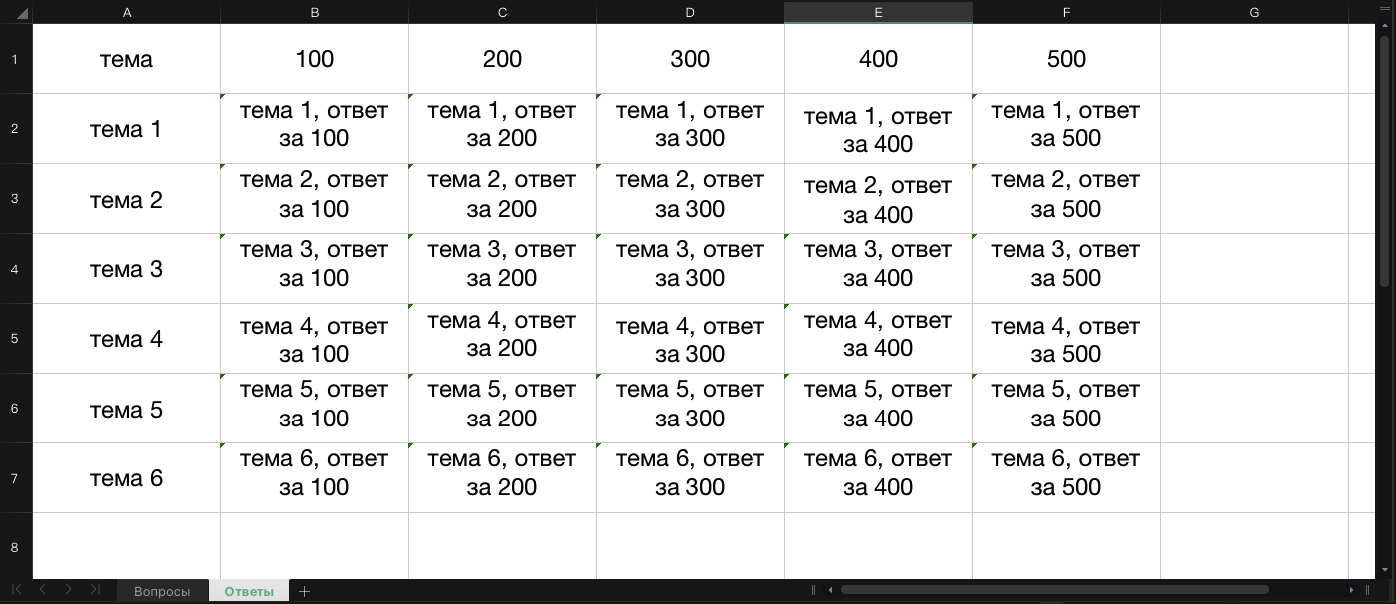 A B C D E F G
1 тема 100 200 300 400 500
2 тема 1 тема 1, ответ за 100 тема 1, ответ за 200 тема 1, ответ за 300 тема 1, ответ за 400 тема 1, ответ за 500
3 тема 2 тема 2, ответ за 100 тема 2, ответ за 200 тема 2, ответ за 300 тема 2, ответ за 400 тема 2, ответ за 500
4 тема 3 тема 3, ответ за 100 тема 3, ответ за 200 тема 3, ответ за 300 тема 3, ответ за 400 тема 3, ответ за 500
5 тема 4 тема 4, ответ за 100 тема 4, ответ за 200 тема 4, ответ за 300 тема 4, ответ за 400 тема 4, ответ за 500
6 тема 5 тема 5, ответ за 100 тема 5, ответ за 200 тема 5, ответ за 300 тема 5, ответ за 400 тема 5, ответ за 500
7 тема 6 тема 6, ответ за 100 тема 6, ответ за 200 тема 6, ответ за 300 тема 6, ответ за 400 тема 6, ответ за 500
8
Вопросы Ответы +